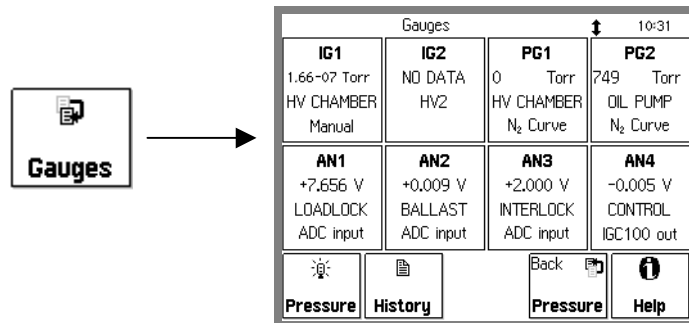 Gauges
Gauges 10:31
IG1 IG2 PG1 PG2
1.66-07 Torr NO DATA 0 Torr 749 Torr
HV CHAMBER HV2 HV CHAMBER OIL PUMP
Manual N₂ Curve N₂ Curve
AN1 AN2 AN3 AN4
+7.656 V +0.009 V +2.000 V -0.005 V
LOADLOCK BALLAST INTERLOCK CONTROL
ADC input ADC input ADC input IGC100 out
Back
Pressure History Pressure Help